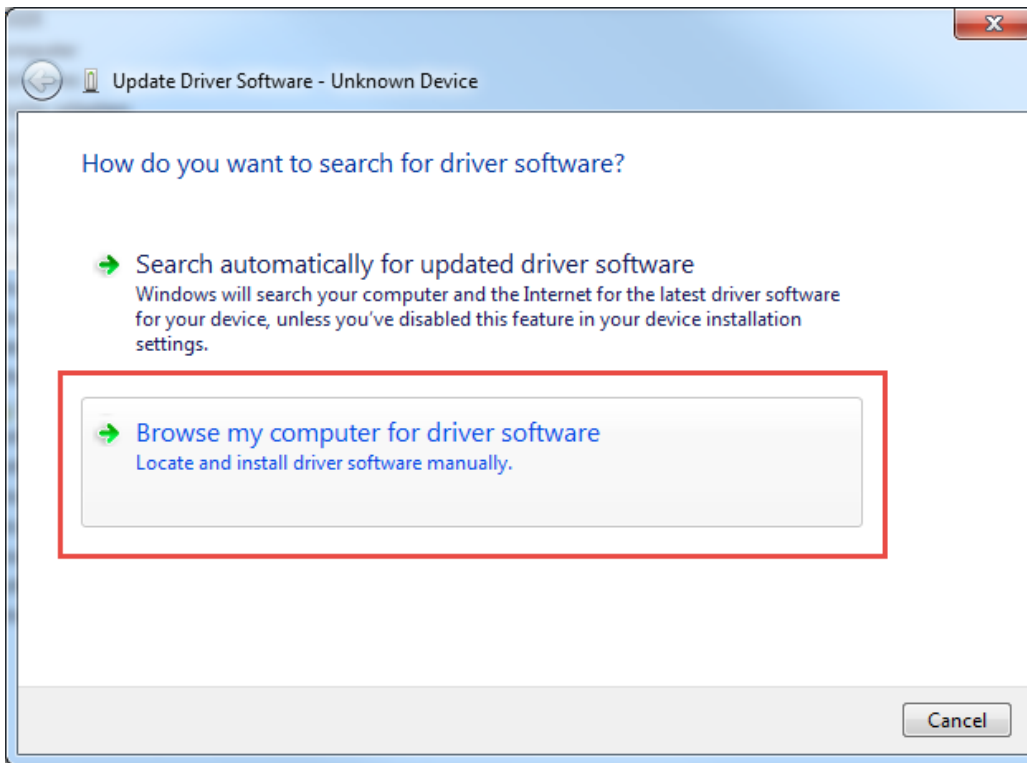 Update Driver Software - Unknown Device
How do you want to search for driver software?
Search automatically for updated driver software
Windows will search your computer and the Internet for the latest driver software
for your device, unless you've disabled this feature in your device installation
settings.
Browse my computer for driver software
Locate and install driver software manually.
Cancel